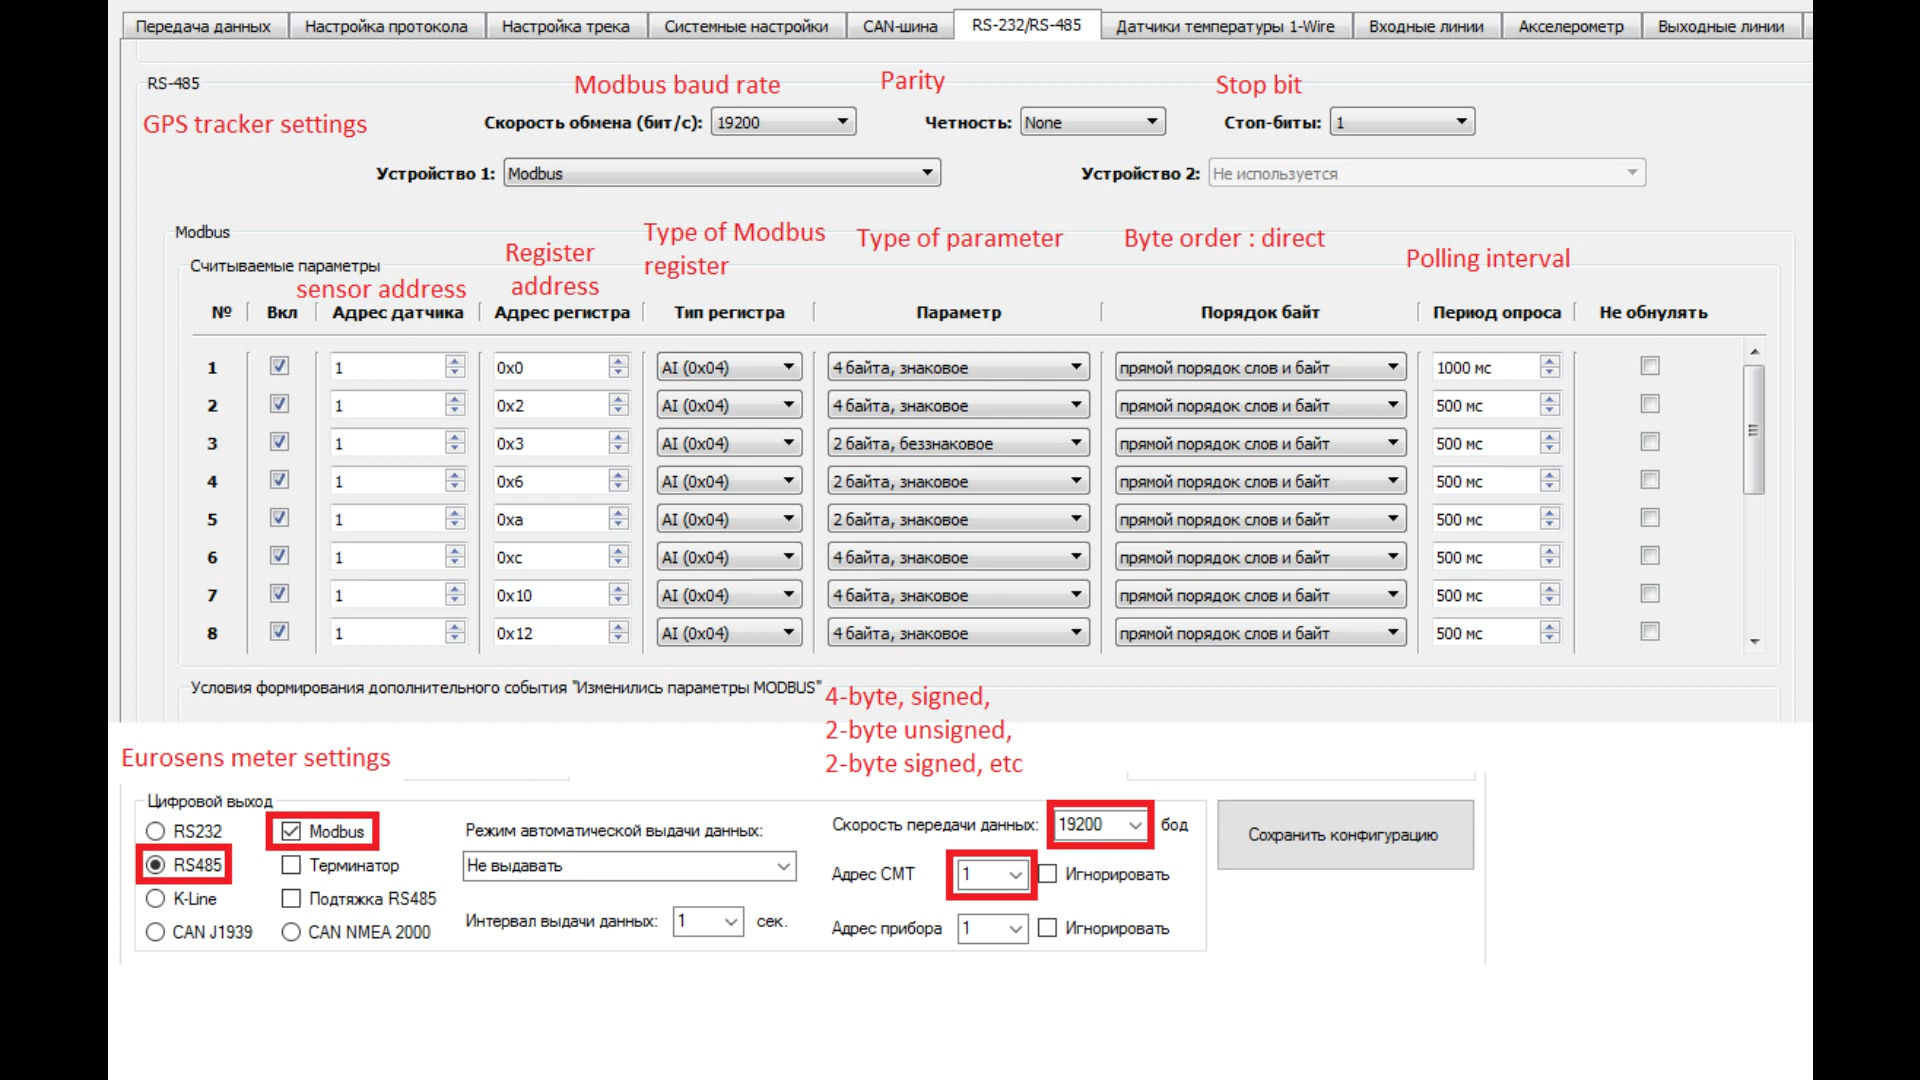 Передача данных Настройка протокола Настройка трека Системные настройки CAN-шина RS-232/RS-485 Датчики температуры 1-Wire Входные линии Акселерометр Выходные линии
RS-485
Modbus baud rate Parity Stop bit
GPS tracker settings
Скорость обмена (бит/с): 19200 Четность: None Стоп-биты: 1
Устройство 1: Modbus Устройство 2: Не используется
Modbus
Считываемые параметры
sensor address
Register
address
Type of Modbus
register
Type of parameter
Byte order : direct
Polling interval
№ Вкл Адрес датчика Адрес регистра Тип регистра Параметр Порядок байт Период опроса Не обнулять
1 1 0x0 AI (0x04) 4 байта, знаковое прямой порядок слов и байт 1000 мс
2 1 0x2 AI (0x04) 4 байта, знаковое прямой порядок слов и байт 500 мс
3 1 0x3 AI (0x04) 2 байта, беззнаковое прямой порядок слов и байт 500 мс
4 1 0x6 AI (0x04) 2 байта, знаковое прямой порядок слов и байт 500 мс
5 1 0xa AI (0x04) 2 байта, знаковое прямой порядок слов и байт 500 мс
6 1 0xc AI (0x04) 4 байта, знаковое прямой порядок слов и байт 500 мс
7 1 0x10 AI (0x04) 4 байта, знаковое прямой порядок слов и байт 500 мс
8 1 0x12 AI (0x04) 4 байта, знаковое прямой порядок слов и байт 500 мс
Условия формирования дополнительного события "Изменились параметры MODBUS"
4-byte, signed,
2-byte unsigned,
2-byte signed, etc
Eurosens meter settings
Цифровой выход
RS232 Modbus Режим автоматической выдачи данных: Скорость передачи данных: 19200 бод Сохранить конфигурацию
RS485 Терминатор Не выдавать Адрес СМТ 1 Игнорировать
K-Line Подтяжка RS485
CAN J1939 CAN NMEA 2000 Интервал выдачи данных: 1 сек. Адрес прибора 1 Игнорировать